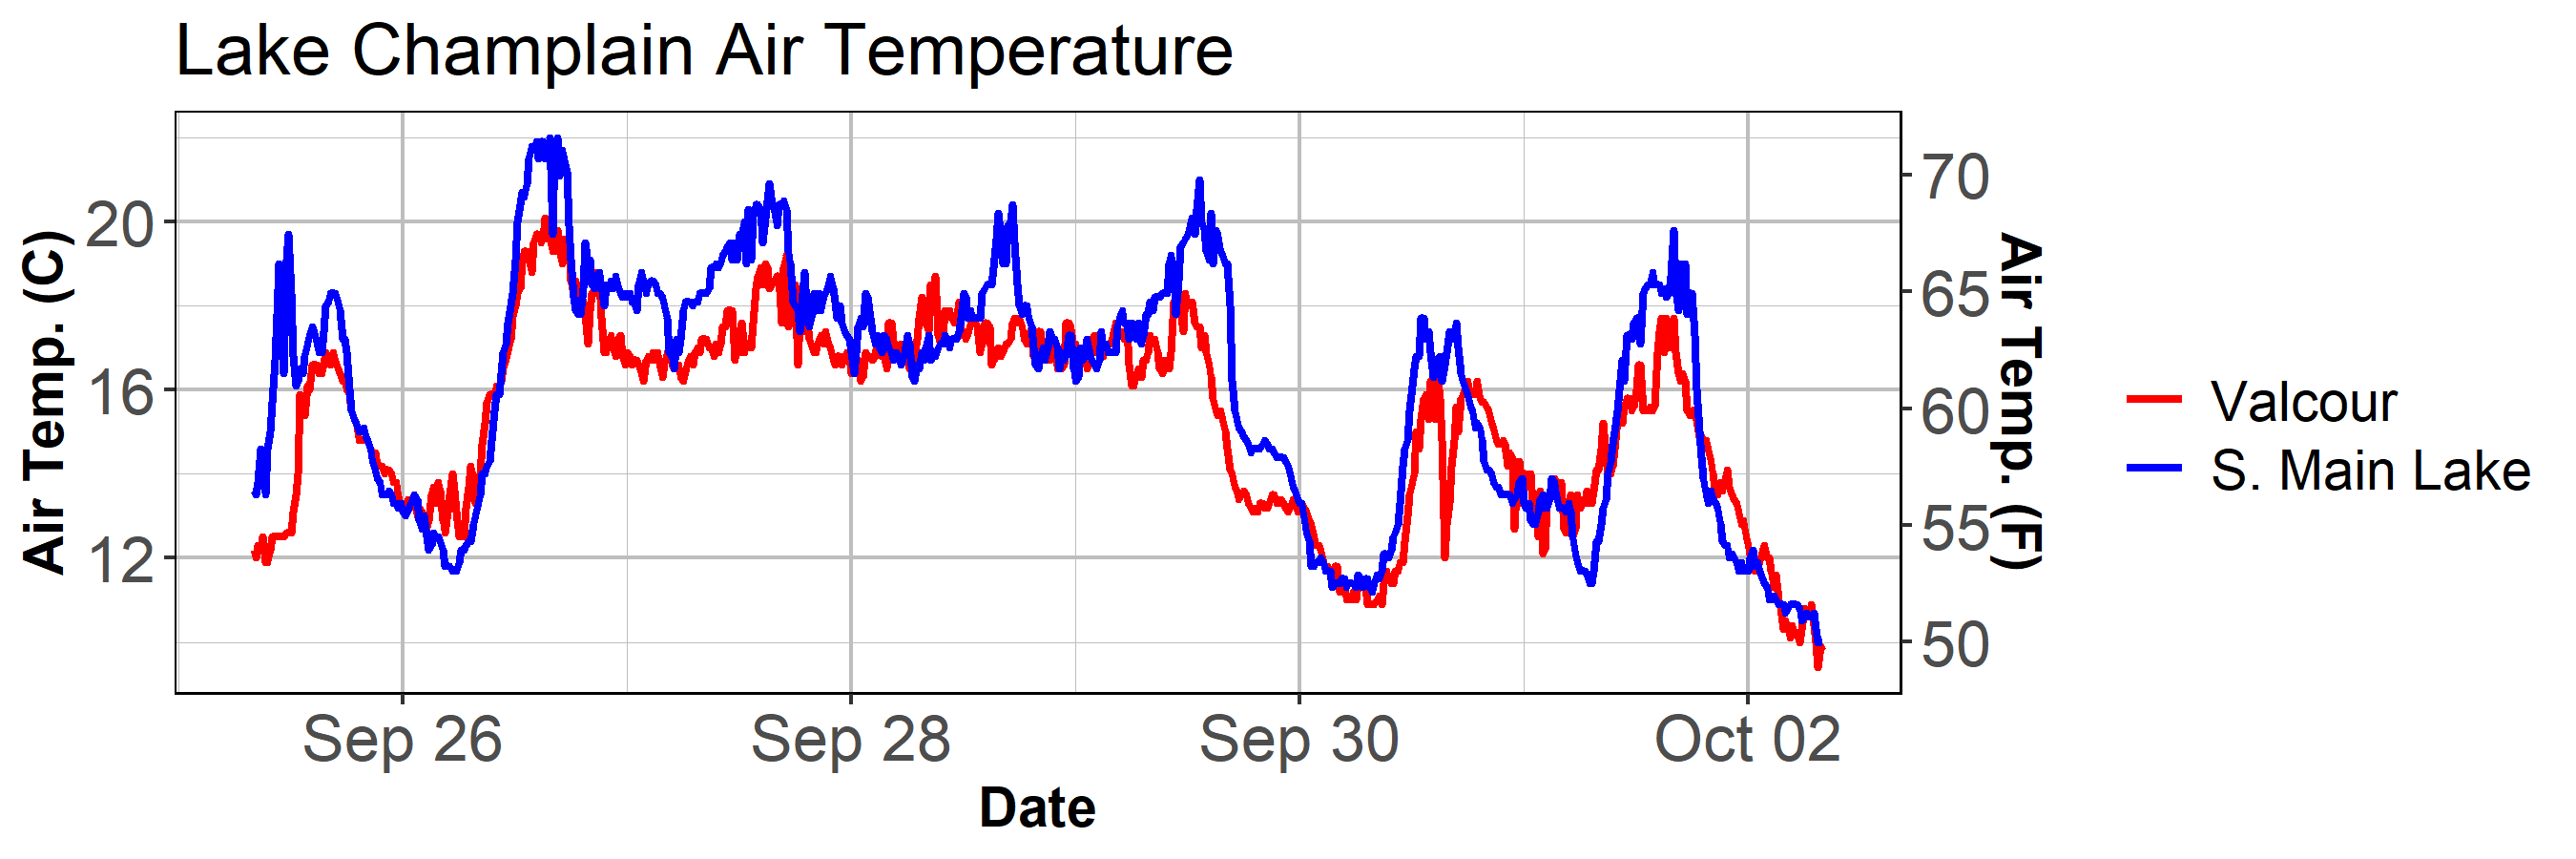 Lake Champlain Air Temperature
Air Temp. (C)
20
16
12
70
65
60
55
50
Air Temp. (F)
Sep 26
Sep 28
Sep 30
Oct 02
Date
Valcour
S. Main Lake